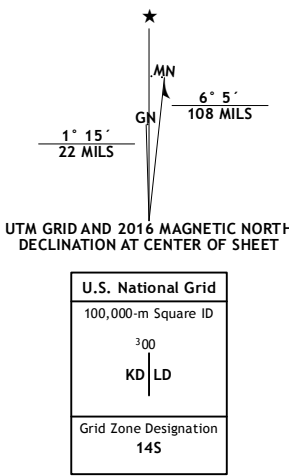 ★
MN
GN
6° 5´
108 MILS
1° 15´
22 MILS
UTM GRID AND 2016 MAGNETIC NORTH
DECLINATION AT CENTER OF SHEET
U.S. National Grid
100,000-m Square ID
³00
KD LD
Grid Zone Designation
14S